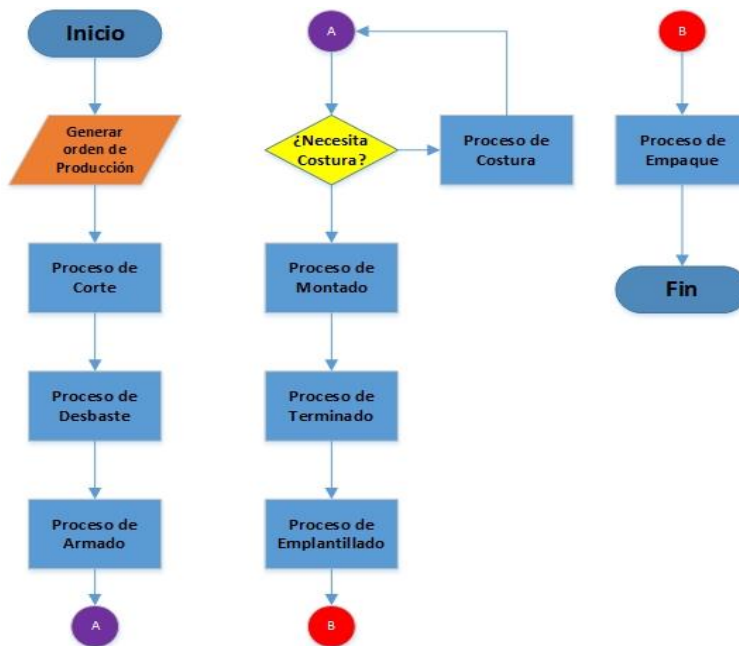 Inicio
Generar
orden de
Producción
Proceso de
Corte
Proceso de
Desbaste
Proceso de
Armado
A
A
¿Necesita
Costura?
Proceso de
Costura
Proceso de
Montado
Proceso de
Terminado
Proceso de
Emplantillado
B
B
Proceso de
Empaque
Fin